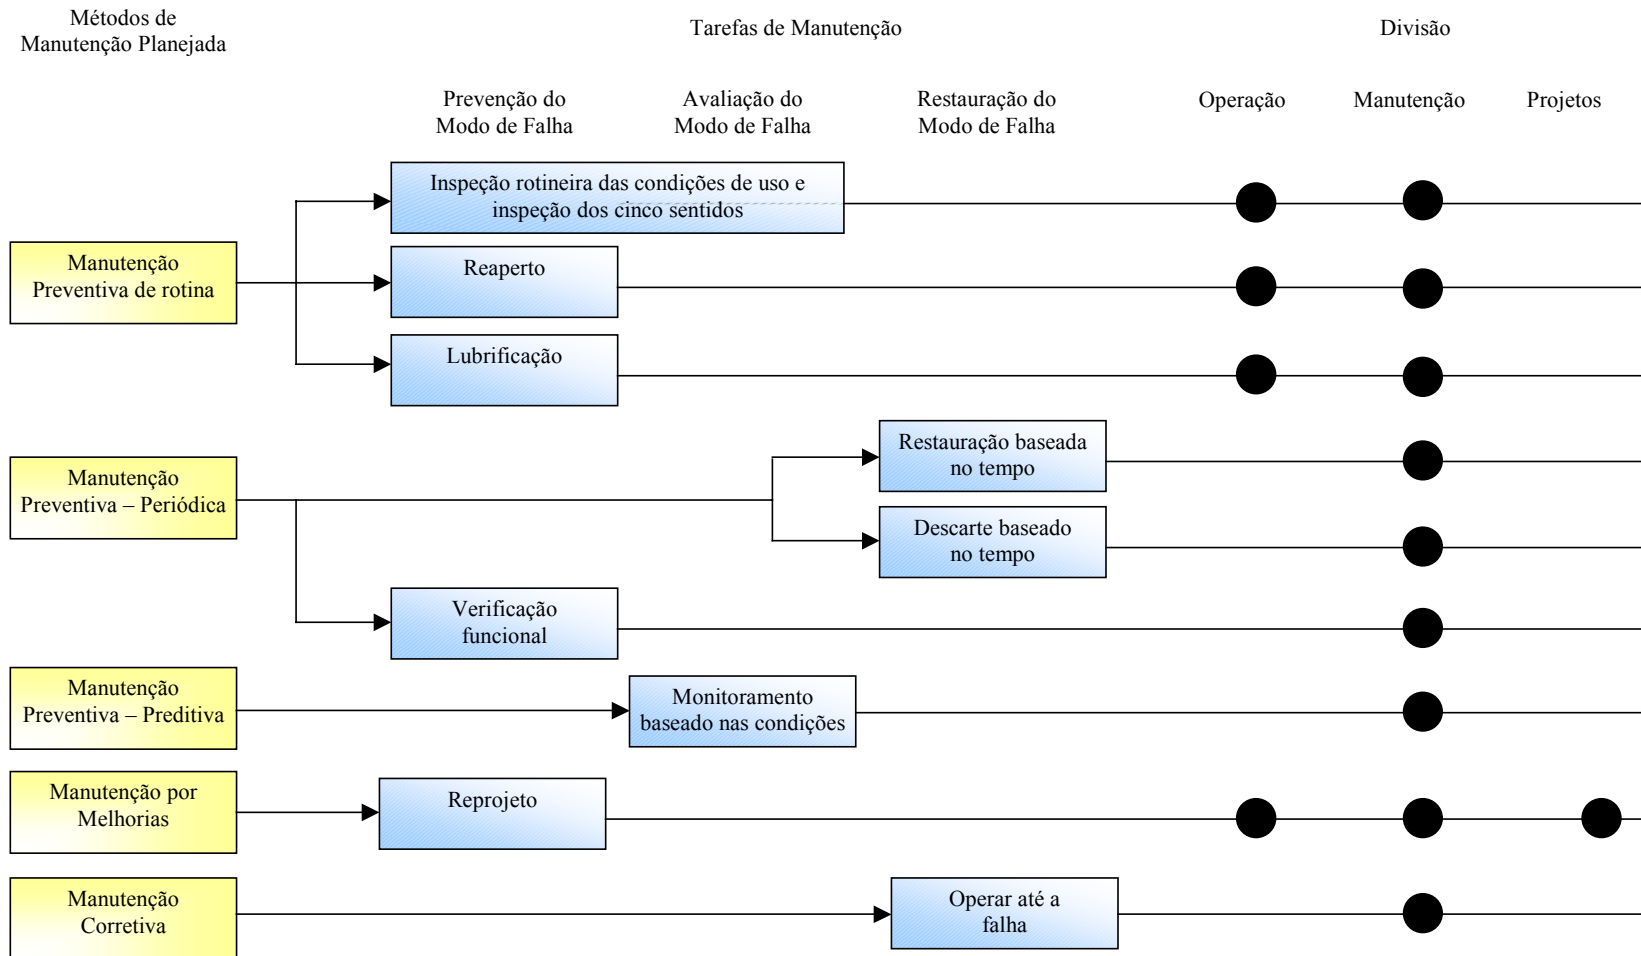 Métodos de
Manutenção Planejada
Tarefas de Manutenção
Divisão
Prevenção do
Modo de Falha
Avaliação do
Modo de Falha
Restauração do
Modo de Falha
Operação
Manutenção
Projetos
Inspeção rotineira das condições de uso e
inspeção dos cinco sentidos
Manutenção
Preventiva de rotina
Reaperto
Lubrificação
Restauração baseada
no tempo
Manutenção
Preventiva – Periódica
Descarte baseado
no tempo
Verificação
funcional
Manutenção
Preventiva – Preditiva
Monitoramento
baseado nas condições
Manutenção por
Melhorias
Reprojeto
Manutenção
Corretiva
Operar até a
falha